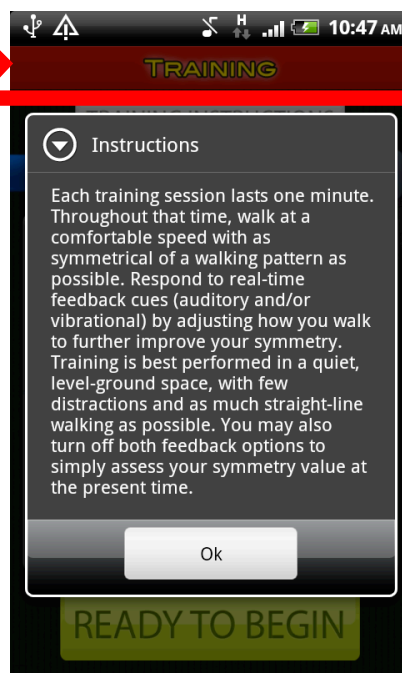 H 10:47 AM
TRAINING
TRAINING INSTRUCTIONS
Instructions
Each training session lasts one minute.
Throughout that time, walk at a
comfortable speed with as
symmetrical of a walking pattern as
possible. Respond to real-time
feedback cues (auditory and/or
vibrational) by adjusting how you walk
to further improve your symmetry.
Training is best performed in a quiet,
level-ground space, with few
distractions and as much straight-line
walking as possible. You may also
turn off both feedback options to
simply assess your symmetry value at
the present time.
Ok
READY TO BEGIN